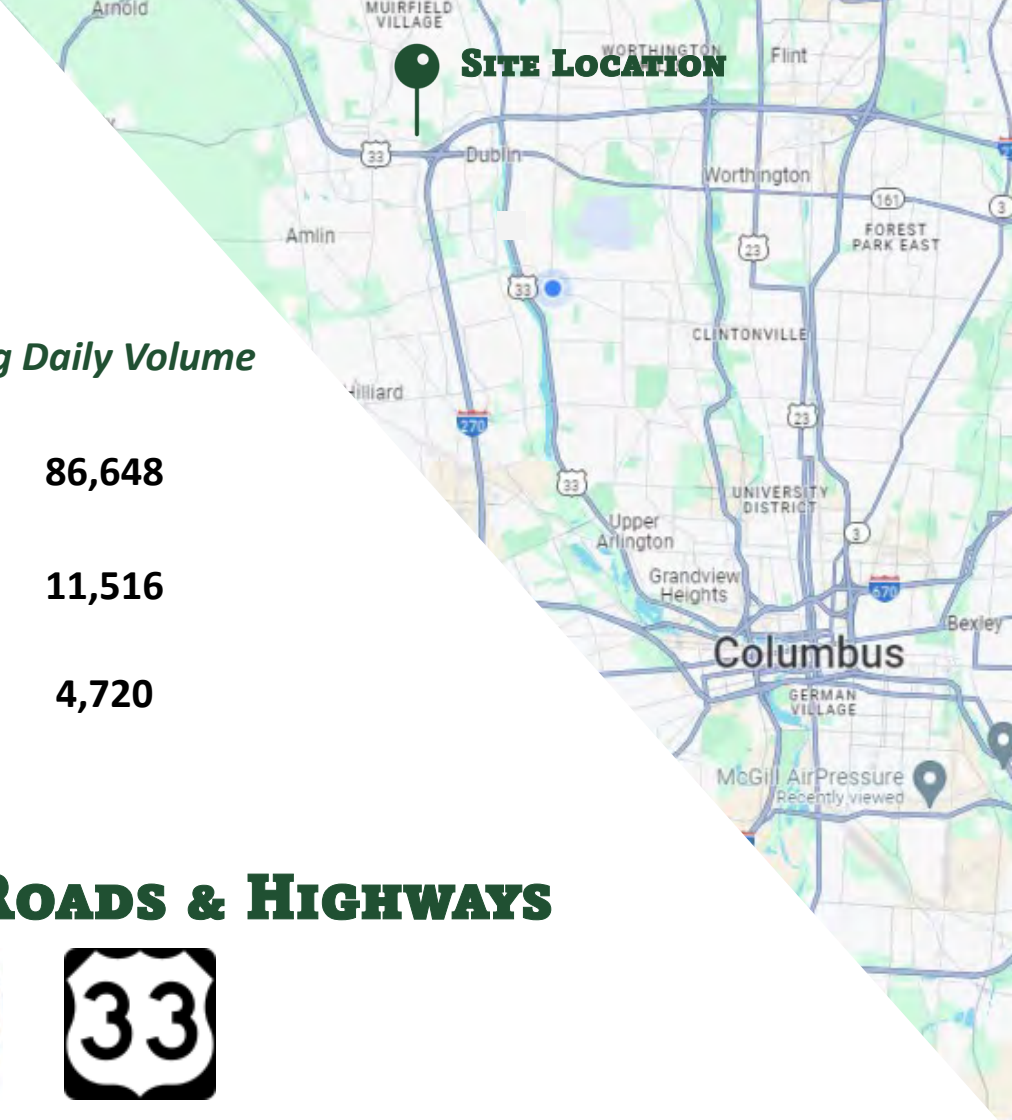 Arnold
MUIRFIELD
VILLAGE
SITE LOCATION
WORTHINGTON
Flint
33
Dublin
Worthington
161
3
Amlin
FOREST
PARK EAST
23
33
CLINTONVILLE
g Daily Volume
Hilliard
270
23
86,648
33
UNIVERSITY
DISTRICT
Upper
Arlington
3
11,516
Grandview
Heights
670
Bexley
Columbus
4,720
GERMAN
VILLAGE
McGill AirPressure
Recently viewed
ROADS & HIGHWAYS
33